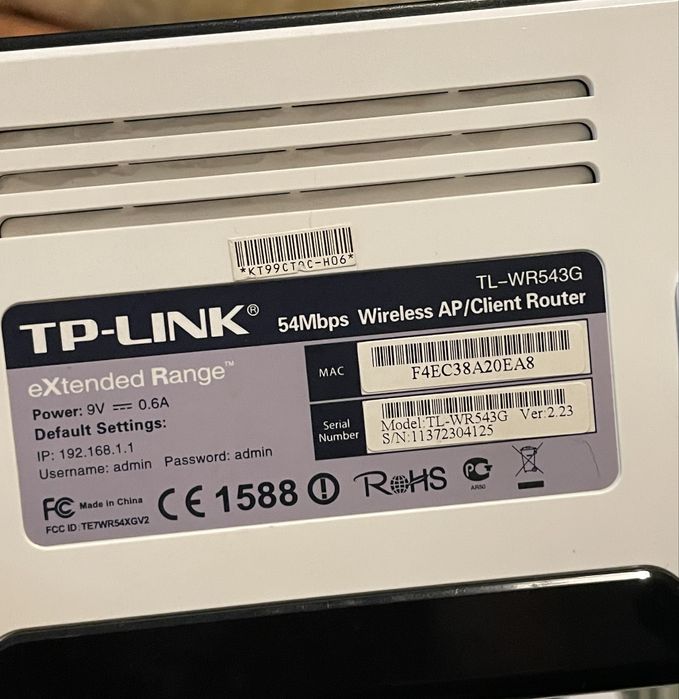 *KT99CT0C-H06*
TL-WR543G
TP-LINK® 54Mbps Wireless AP/Client Router
eXtended Range™
MAC F4EC38A20EA8
Power: 9V ⎓ 0.6A
Default Settings:
IP: 192.168.1.1
Username: admin Password: admin
Serial Number
Model:TL-WR543G Ver:2.23
S/N:11372304125
FC Made in China
FCC ID:TE7WR54XGV2
CE 1588 RoHS
PG
AR50